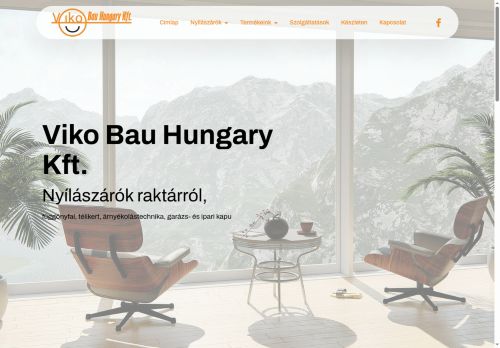 Viko Bau Hungary Kft.
Címlap Nyílászárók Termékeink Szolgáltatások Készleten Kapcsolat
Viko Bau Hungary
Kft.
Nyílászárók raktárról,
függönyfal, télikert, árnyékolástechnika, garázs- és ipari kapu